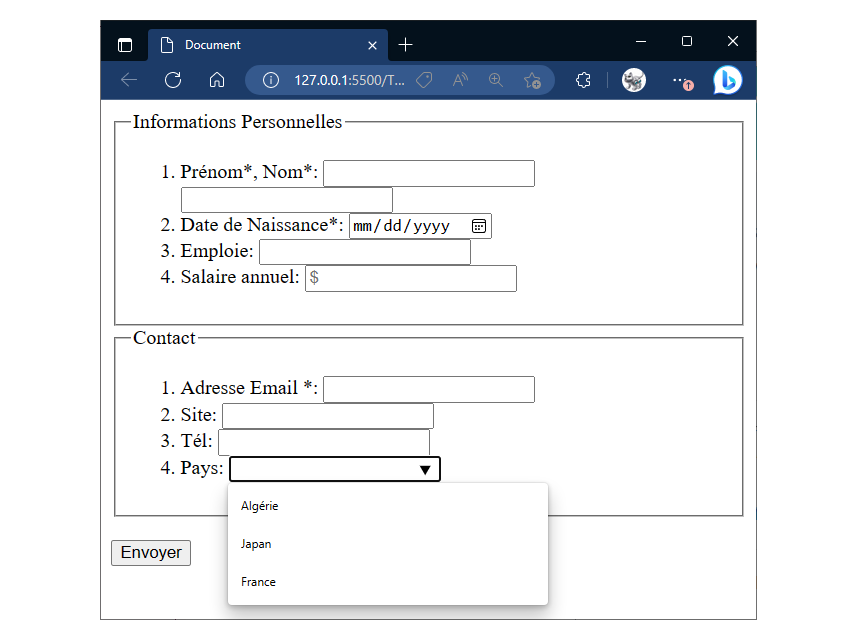 Document
127.0.0.1:5500/T...
Informations Personnelles
1. Prénom*, Nom*:
2. Date de Naissance*: mm/dd/yyyy
3. Emploie:
4. Salaire annuel: $
Contact
1. Adresse Email *:
2. Site:
3. Tél:
4. Pays:
Algérie
Japan
France
Envoyer